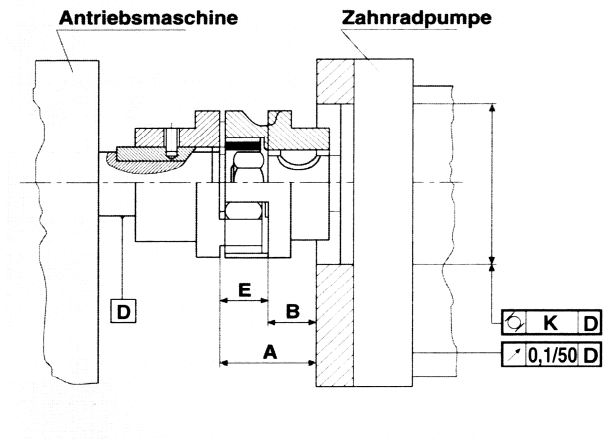 Antriebsmaschine
Zahnradpumpe
D
E
B
A
K D
0,1/50 D